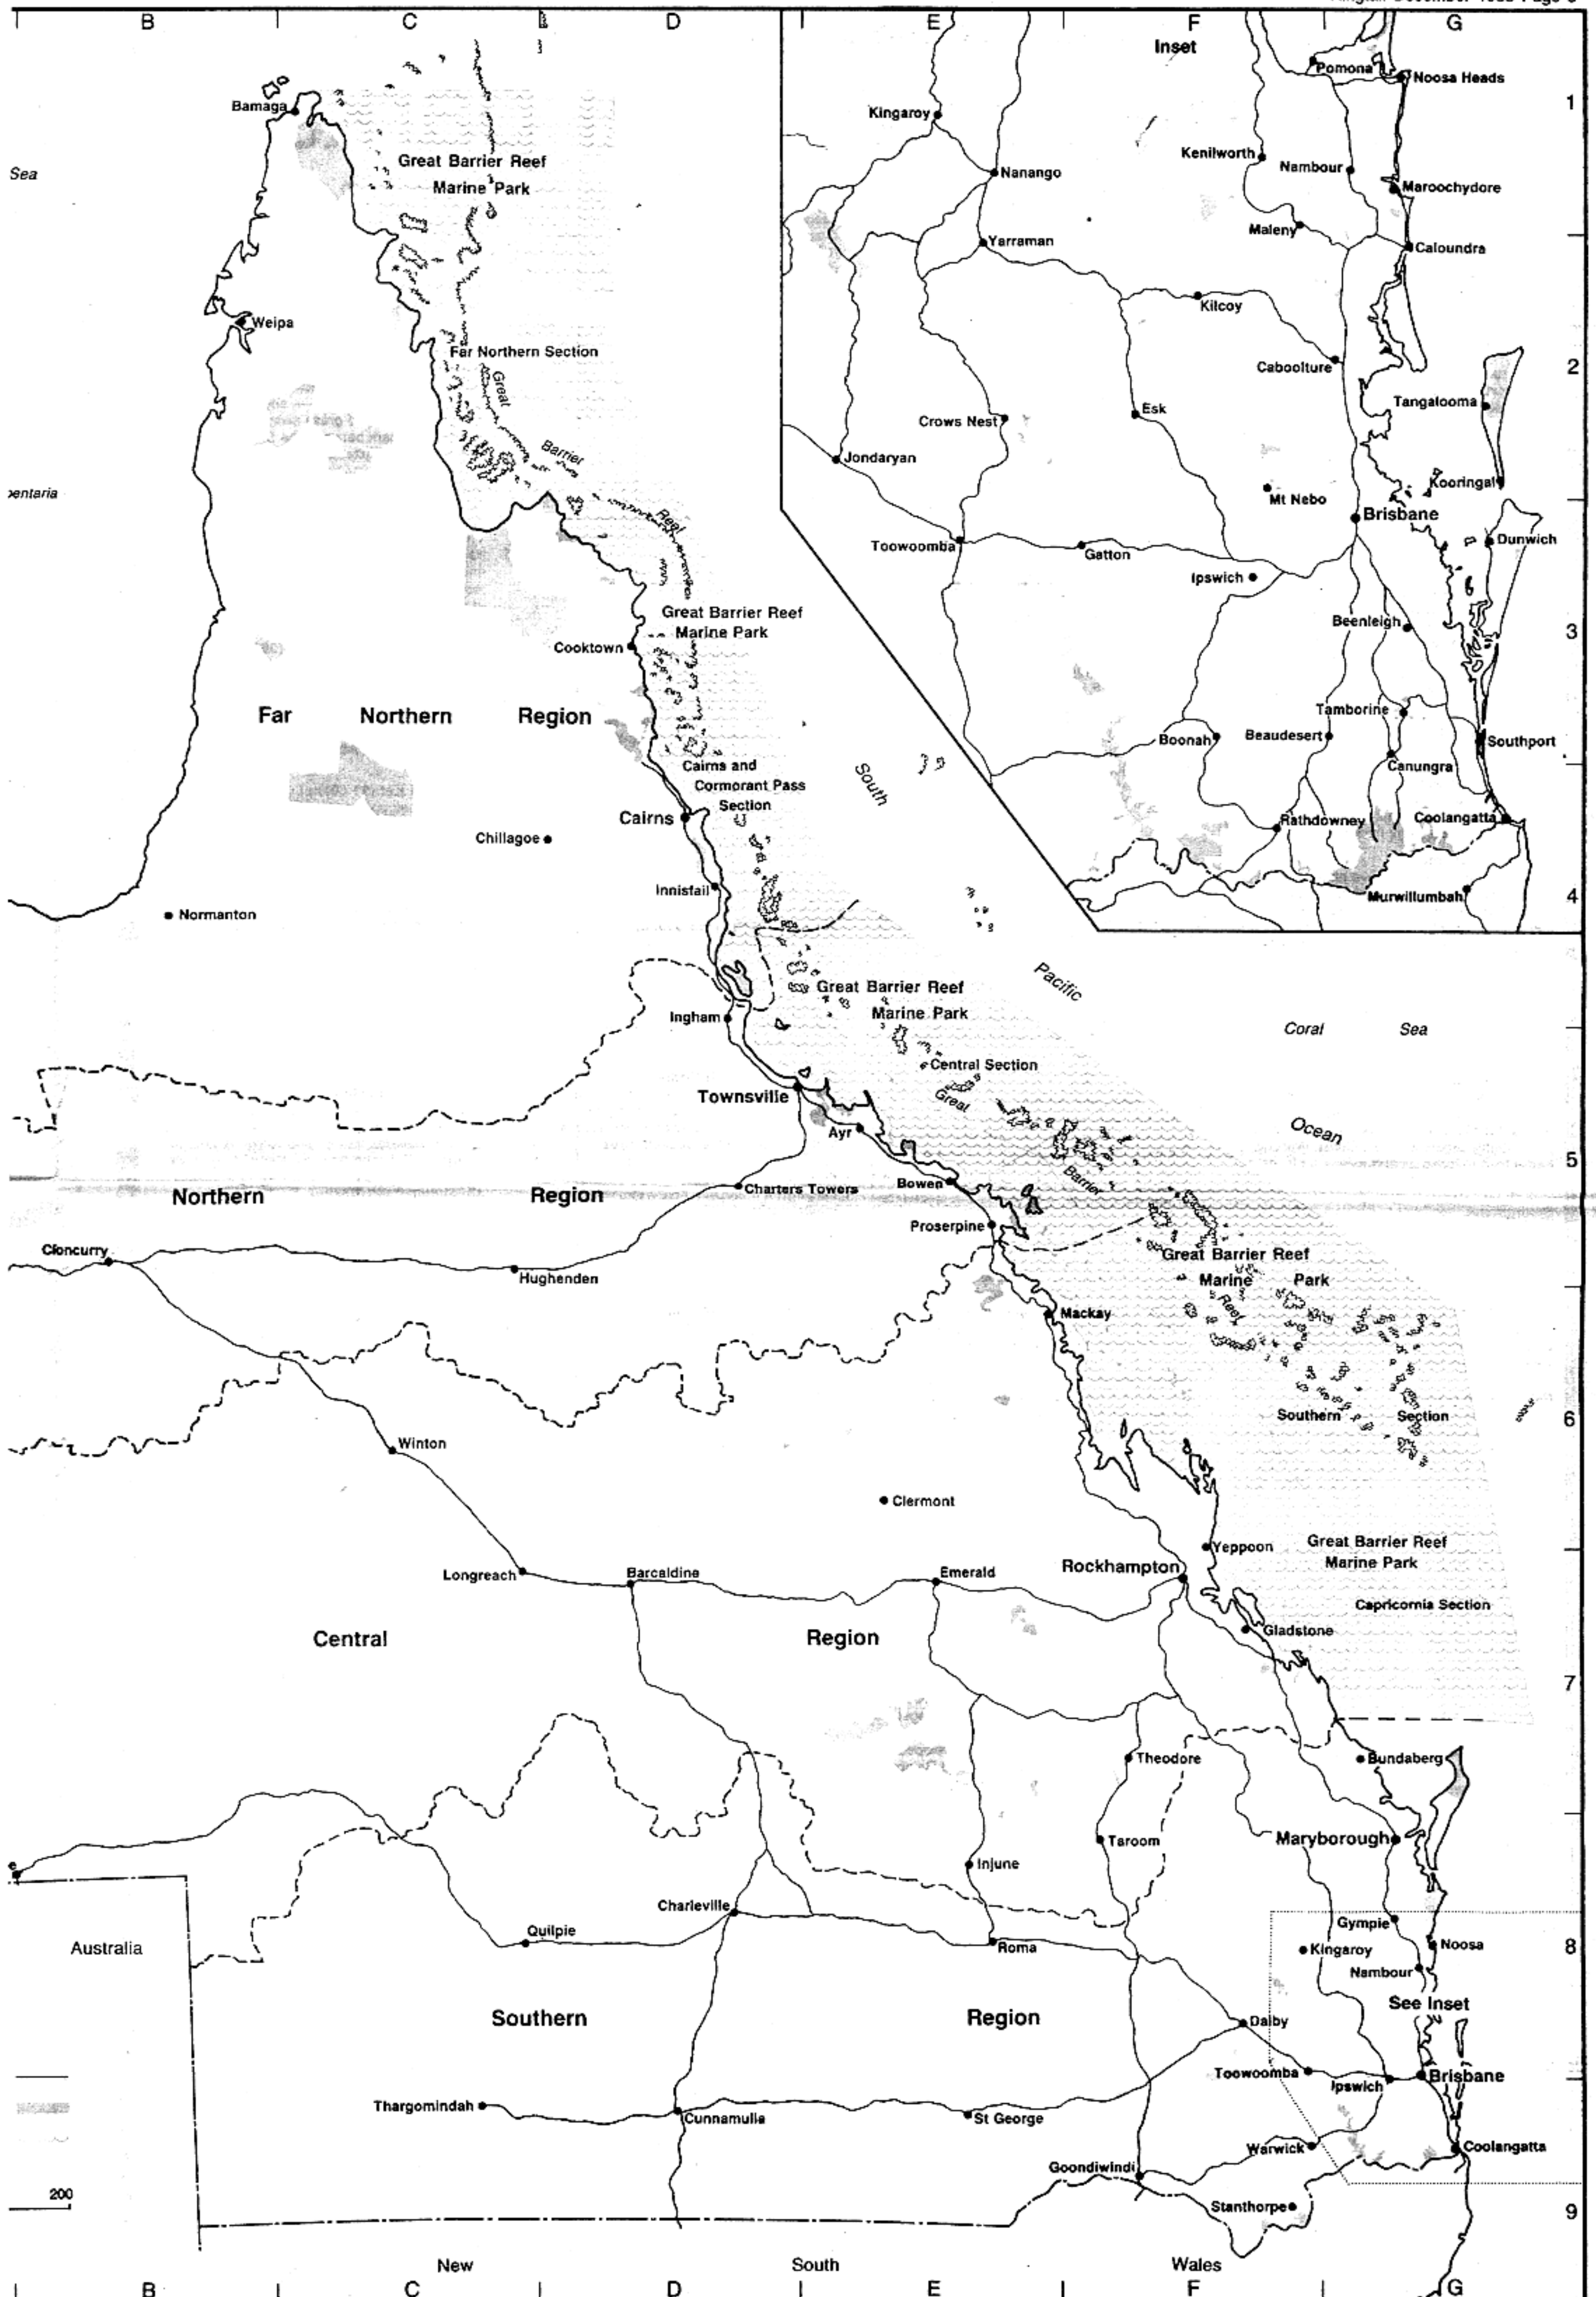 B C D E F G
Inset
Pomona
Noosa Heads
1
Bamaga
Kingaroy
Great Barrier Reef
Marine Park
Kenilworth
Nambour
Sea
Nanango
Maroochydore
Maleny
Yarraman
Caloundra
Kilcoy
Weipa
Far Northern Section
Caboolture
2
Great
Tangalooma
Esk
Crows Nest
Barrier
Jondaryan
Kooringal
entaria
Mt Nebo
Reef
Brisbane
Dunwich
Toowoomba
Gatton
Ipswich
Great Barrier Reef
Marine Park
Beenleigh
3
Cooktown
Far Northern Region
Tamborine
Boonah
Beaudesert
Southport
Cairns and
Cormorant Pass
Section
Canungra
South
Cairns
Rathdowney
Coolangatta
Chillagoe
Innisfail
Murwillumbah
4
Normanton
Pacific
Great Barrier Reef
Marine Park
Ingham
Coral Sea
Central Section
Townsville
Great
Ayr
Ocean
5
Barrier
Northern Region
Charters Towers
Bowen
Proserpine
Cloncurry
Great Barrier Reef
Marine Park
Hughenden
Reef
Mackay
Southern Section
6
Winton
Clermont
Yeppoon
Great Barrier Reef
Marine Park
Longreach
Barcaldine
Emerald
Rockhampton
Capricornia Section
Gladstone
Central Region
7
Theodore
Bundaberg
Taroom
Maryborough
e
Injune
Charleville
Gympie
Quilpie
Australia
Roma
Kingaroy
Noosa
8
Nambour
See Inset
Southern Region
Dalby
Toowoomba
Ipswich
Brisbane
Thargomindah
Cunnamulla
St George
Warwick
Coolangatta
Goondiwindi
200
Stanthorpe
9
New South Wales
B C D E F G